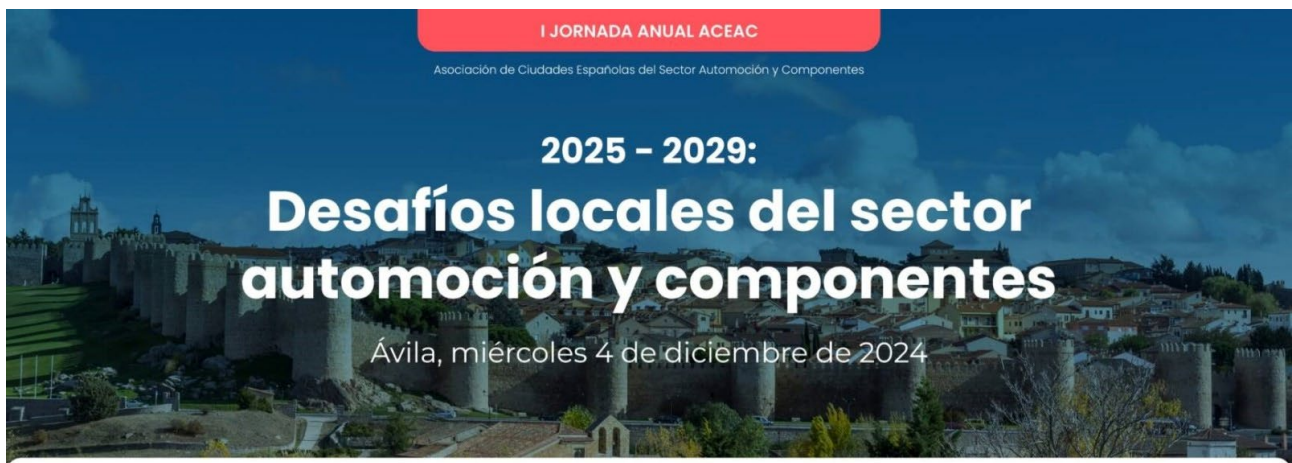 I JORNADA ANUAL ACEAC
Asociación de Ciudades Españolas del Sector Automoción y Componentes
2025 - 2029:
Desafíos locales del sector
automoción y componentes
Ávila, miércoles 4 de diciembre de 2024